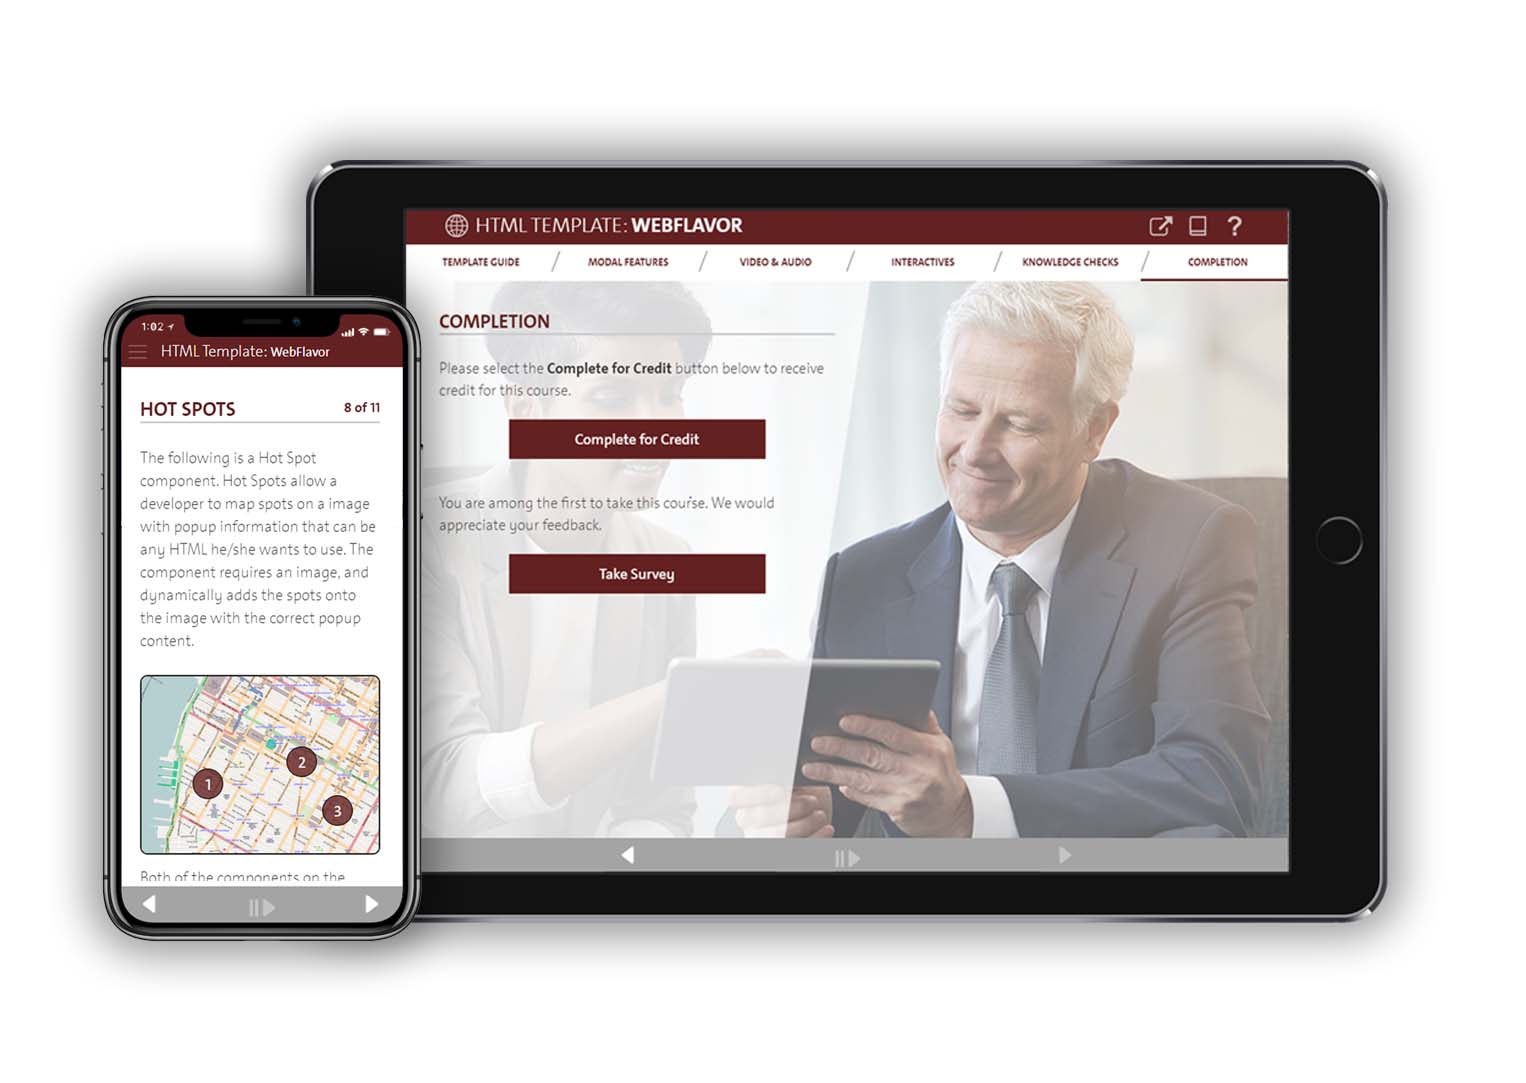 HTML TEMPLATE: WEBFLAVOR
?
TEMPLATE GUIDE / MODAL FEATURES / VIDEO & AUDIO / INTERACTIVES / KNOWLEDGE CHECKS / COMPLETION
COMPLETION
Please select the Complete for Credit button below to receive
credit for this course.
Complete for Credit
You are among the first to take this course. We would
appreciate your feedback.
Take Survey
1:02
HTML Template: WebFlavor
HOT SPOTS 8 of 11
The following is a Hot Spot
component. Hot Spots allow a
developer to map spots on a image
with popup information that can be
any HTML he/she wants to use. The
component requires an image, and
dynamically adds the spots onto
the image with the correct popup
content.
2
1
3
Both of the components on the